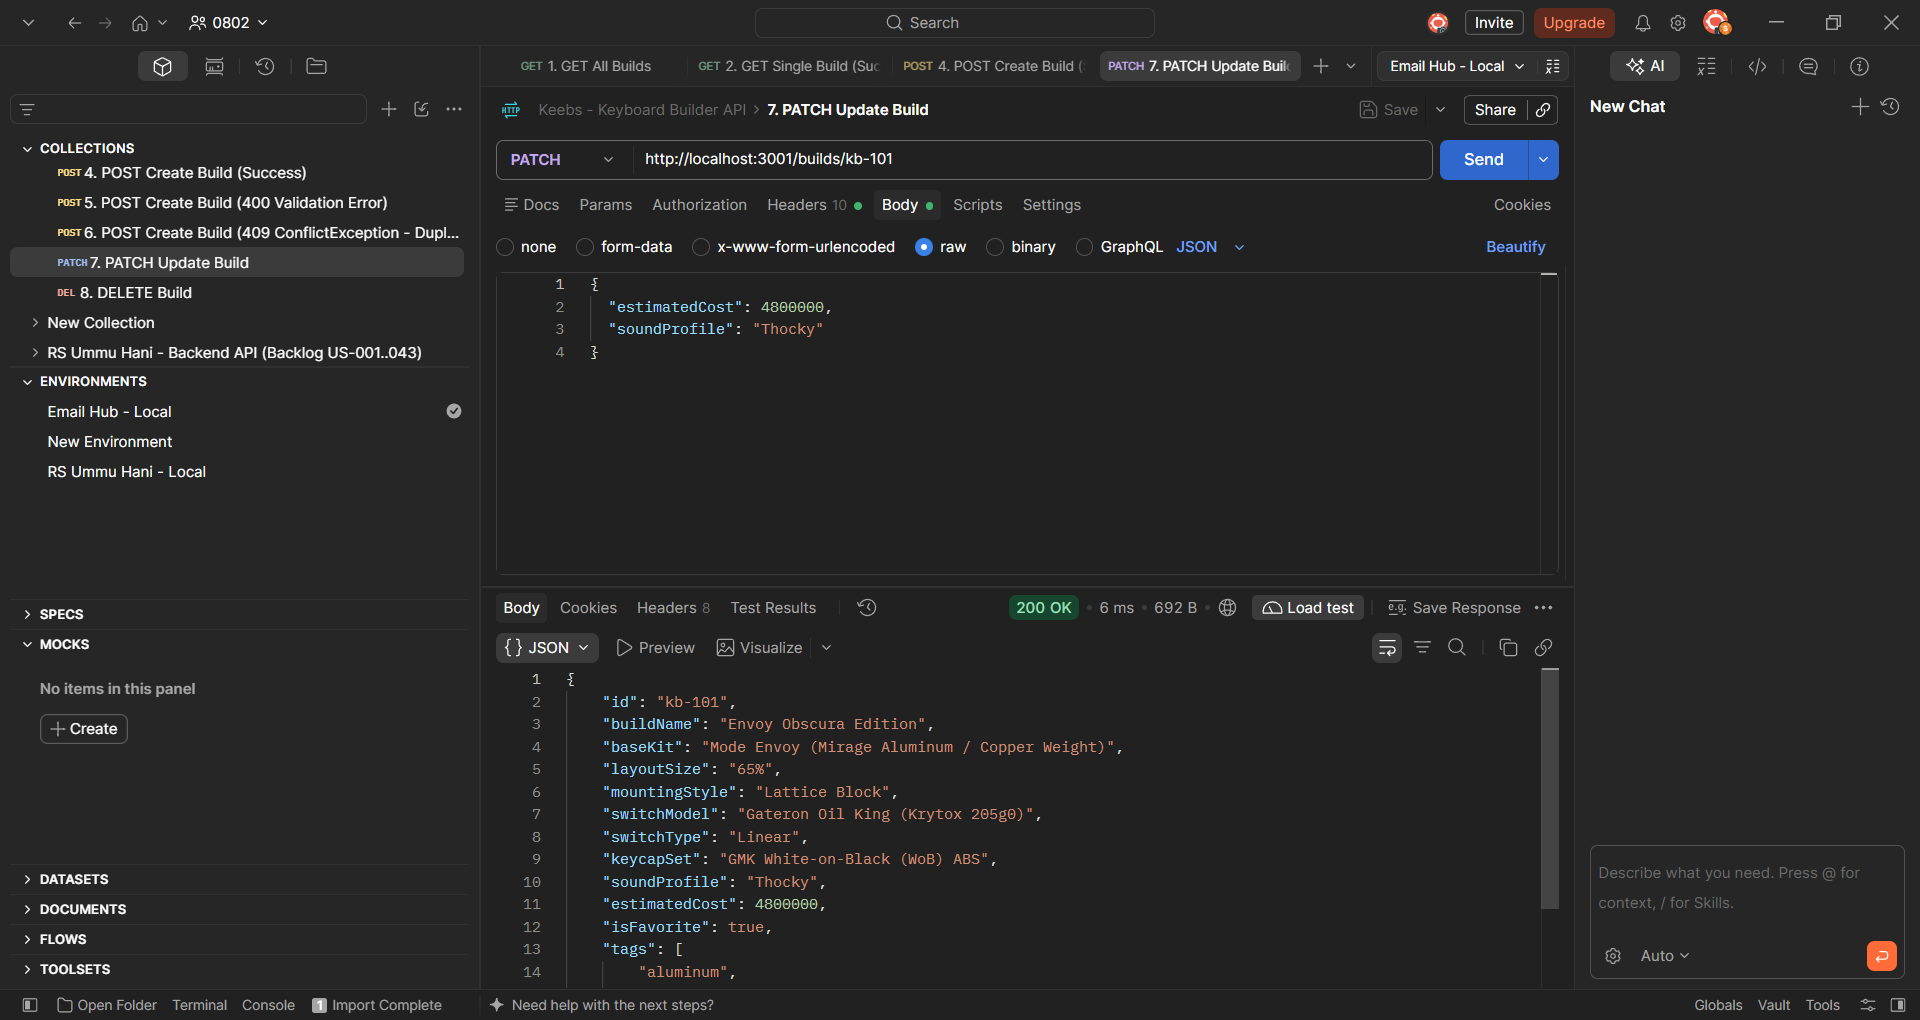 0802
Search
Invite
Upgrade
GET 1. GET All Builds
GET 2. GET Single Build (Suc
POST 4. POST Create Build (
PATCH 7. PATCH Update Buil
Email Hub - Local
AI
Keebs - Keyboard Builder API > 7. PATCH Update Build
Save
Share
New Chat
COLLECTIONS
POST 4. POST Create Build (Success)
POST 5. POST Create Build (400 Validation Error)
POST 6. POST Create Build (409 ConflictException - Dupl...
PATCH 7. PATCH Update Build
DEL 8. DELETE Build
New Collection
RS Ummu Hani - Backend API (Backlog US-001..043)
ENVIRONMENTS
Email Hub - Local
New Environment
RS Ummu Hani - Local
SPECS
MOCKS
No items in this panel
Create
DATASETS
DOCUMENTS
FLOWS
TOOLSETS
HTTP
PATCH
http://localhost:3001/builds/kb-101
Send
Docs Params Authorization Headers 10 Body Scripts Settings
Cookies
none form-data x-www-form-urlencoded raw binary GraphQL JSON
Beautify
1 {
2 "estimatedCost": 4800000,
3 "soundProfile": "Thocky"
4 }
Body Cookies Headers 8 Test Results
200 OK • 6 ms • 692 B
Load test
e.g. Save Response
{} JSON Preview Visualize
1 {
2 "id": "kb-101",
3 "buildName": "Envoy Obscura Edition",
4 "baseKit": "Mode Envoy (Mirage Aluminum / Copper Weight)",
5 "layoutSize": "65%",
6 "mountingStyle": "Lattice Block",
7 "switchModel": "Gateron Oil King (Krytox 205g0)",
8 "switchType": "Linear",
9 "keycapSet": "GMK White-on-Black (WoB) ABS",
10 "soundProfile": "Thocky",
11 "estimatedCost": 4800000,
12 "isFavorite": true,
13 "tags": [
14 "aluminum",
Describe what you need. Press @ for
context, / for Skills.
Auto
Open Folder Terminal Console 1 Import Complete
Need help with the next steps?
Globals Vault Tools